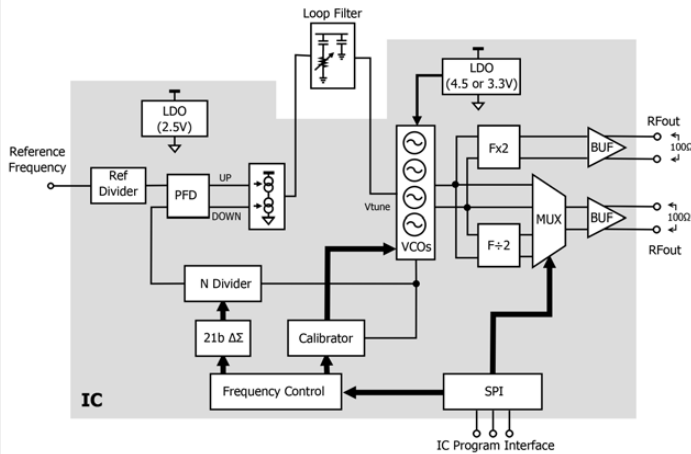 Loop Filter
LDO
(4.5 or 3.3V)
LDO
(2.5V)
RFout
100Ω
Reference
Frequency
Ref
Divider
PFD
UP
DOWN
Vtune
VCOs
Fx2
BUF
MUX
BUF
100Ω
F÷2
RFout
N Divider
21b ΔΣ
Calibrator
Frequency Control
SPI
IC
IC Program Interface